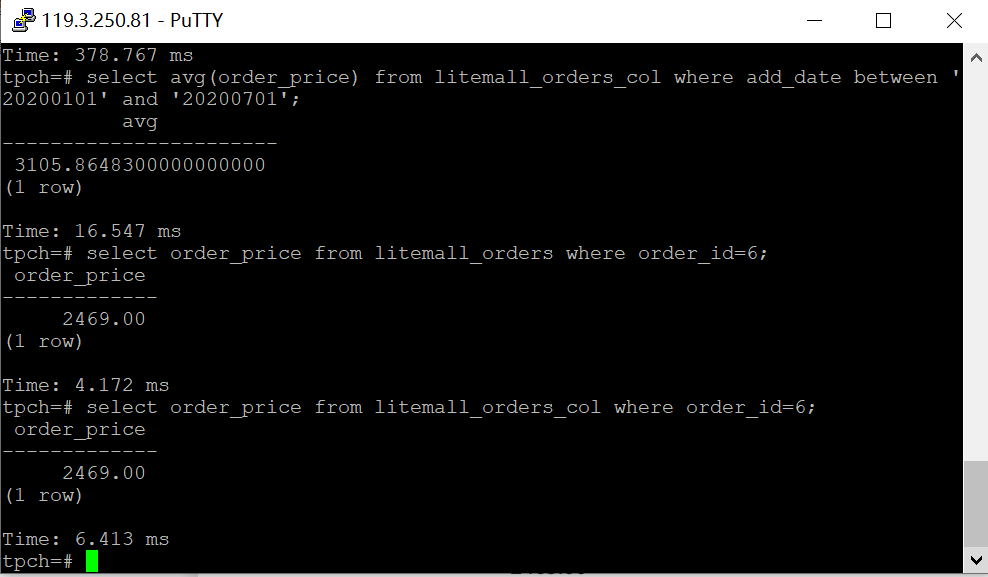 119.3.250.81 - PuTTY
Time: 378.767 ms
tpch=# select avg(order_price) from litemall_orders_col where add_date between '
20200101' and '20200701';
avg
-----------------------
3105.8648300000000000
(1 row)
Time: 16.547 ms
tpch=# select order_price from litemall_orders where order_id=6;
order_price
-------------
2469.00
(1 row)
Time: 4.172 ms
tpch=# select order_price from litemall_orders_col where order_id=6;
order_price
-------------
2469.00
(1 row)
Time: 6.413 ms
tpch=#